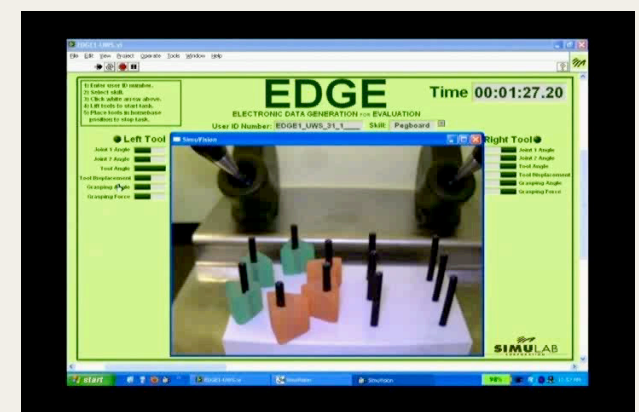 EDGE1-UWS.vi
File Edit View Project Operate Tools Window Help
1) Enter user ID number.
2) Select skill.
3) Click white arrow above.
4) Lift tools to start task.
5) Place tools in homebase
position to stop task.
EDGE
ELECTRONIC DATA GENERATION FOR EVALUATION
Time 00:01:27.20
User ID Number: EDGE1_UWS_31_1 Skill: Pegboard
Left Tool
Joint 1 Angle
Joint 2 Angle
Tool Angle
Tool Displacement
Grasping Angle
Grasping Force
SimuVision
Right Tool
Joint 1 Angle
Joint 2 Angle
Tool Angle
Tool Displacement
Grasping Angle
Grasping Force
SIMULAB
CORPORATION
start
EDGE1-UWS.vi
SimuVision
SimuVision
98%